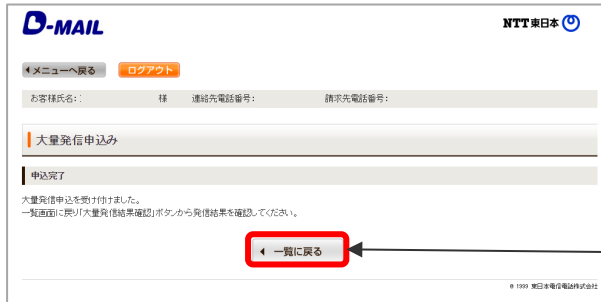 D-MAIL
NTT東日本
メニューへ戻る ログアウト
お客様氏名: 様 連絡先電話番号: 請求先電話番号:
大量発信申込み
申込完了
大量発信申込を受け付けました。
一覧画面に戻り「大量発信結果確認」ボタンから発信結果を確認してください。
一覧に戻る
© 1999 東日本電信電話株式会社